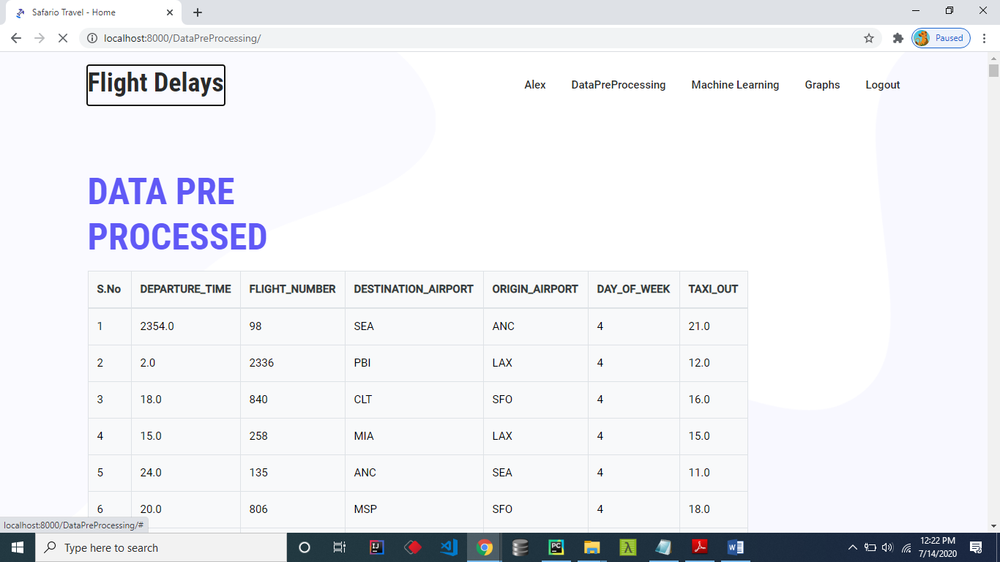 Safario Travel - Home
localhost:8000/DataPreProcessing/
Paused
Flight Delays
Alex DataPreProcessing Machine Learning Graphs Logout
DATA PRE
PROCESSED
S.No DEPARTURE_TIME FLIGHT_NUMBER DESTINATION_AIRPORT ORIGIN_AIRPORT DAY_OF_WEEK TAXI_OUT
1 2354.0 98 SEA ANC 4 21.0
2 2.0 2336 PBI LAX 4 12.0
3 18.0 840 CLT SFO 4 16.0
4 15.0 258 MIA LAX 4 15.0
5 24.0 135 ANC SEA 4 11.0
6 20.0 806 MSP SFO 4 18.0
localhost:8000/DataPreProcessing/#
Type here to search
IJ
PC
W
12:22 PM
7/14/2020